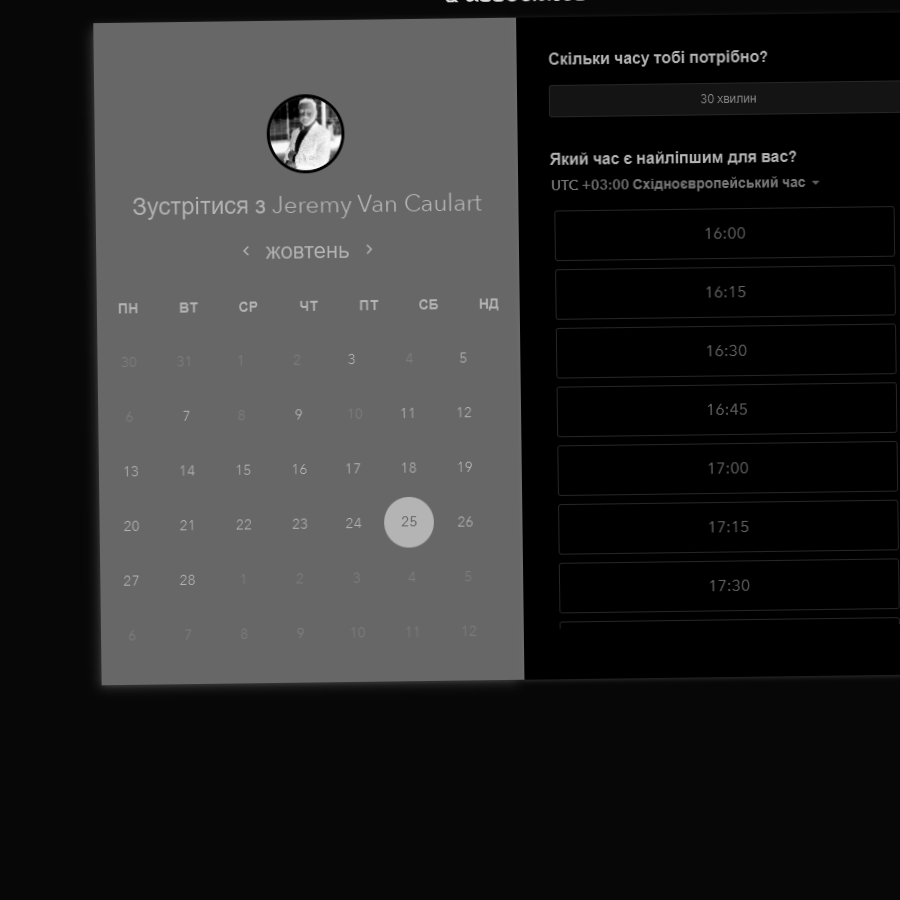 Зустрітися з Jeremy Van Caulart
жовтень
ПН ВТ СР ЧТ ПТ СБ НД
30 31 1 2 3 4 5
6 7 8 9 10 11 12
13 14 15 16 17 18 19
20 21 22 23 24 25 26
27 28 1 2 3 4 5
6 7 8 9 10 11 12
Скільки часу тобі потрібно?
30 хвилин
Який час є найліпшим для вас?
UTC +03:00 Східноєвропейський час
16:00
16:15
16:30
16:45
17:00
17:15
17:30